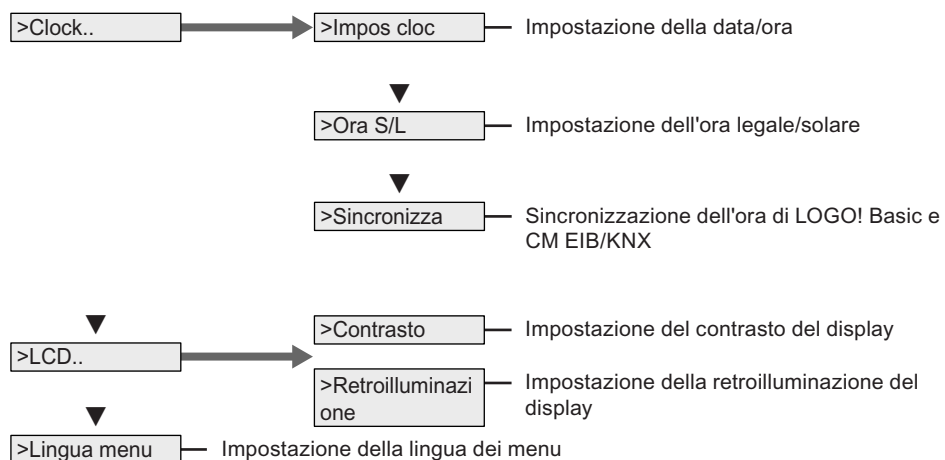 >Clock..
>Impos cloc
Impostazione della data/ora
>Ora S/L
Impostazione dell'ora legale/solare
>Sincronizza
Sincronizzazione dell'ora di LOGO! Basic e
CM EIB/KNX
>LCD..
>Contrasto
Impostazione del contrasto del display
>Retroilluminazi
one
Impostazione della retroilluminazione del
display
>Lingua menu
Impostazione della lingua dei menu